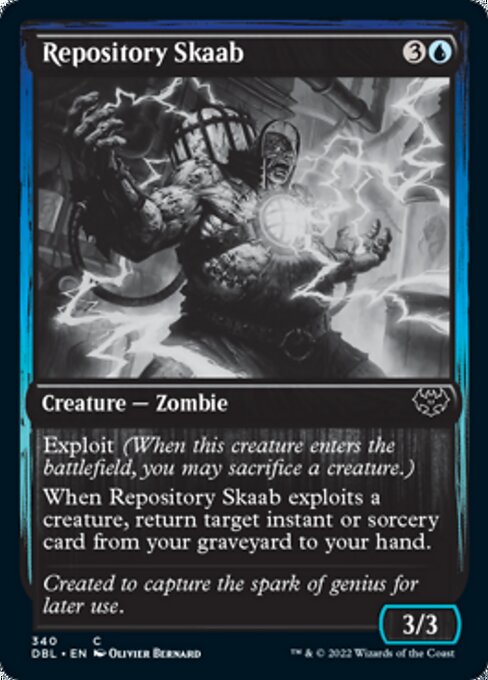 Repository Skaab 3
Creature — Zombie
Exploit (When this creature enters the
battlefield, you may sacrifice a creature.)
When Repository Skaab exploits a
creature, return target instant or sorcery
card from your graveyard to your hand.
Created to capture the spark of genius for
later use.
3/3
340 C
DBL • EN Olivier Bernard
™ & © 2022 Wizards of the Coast